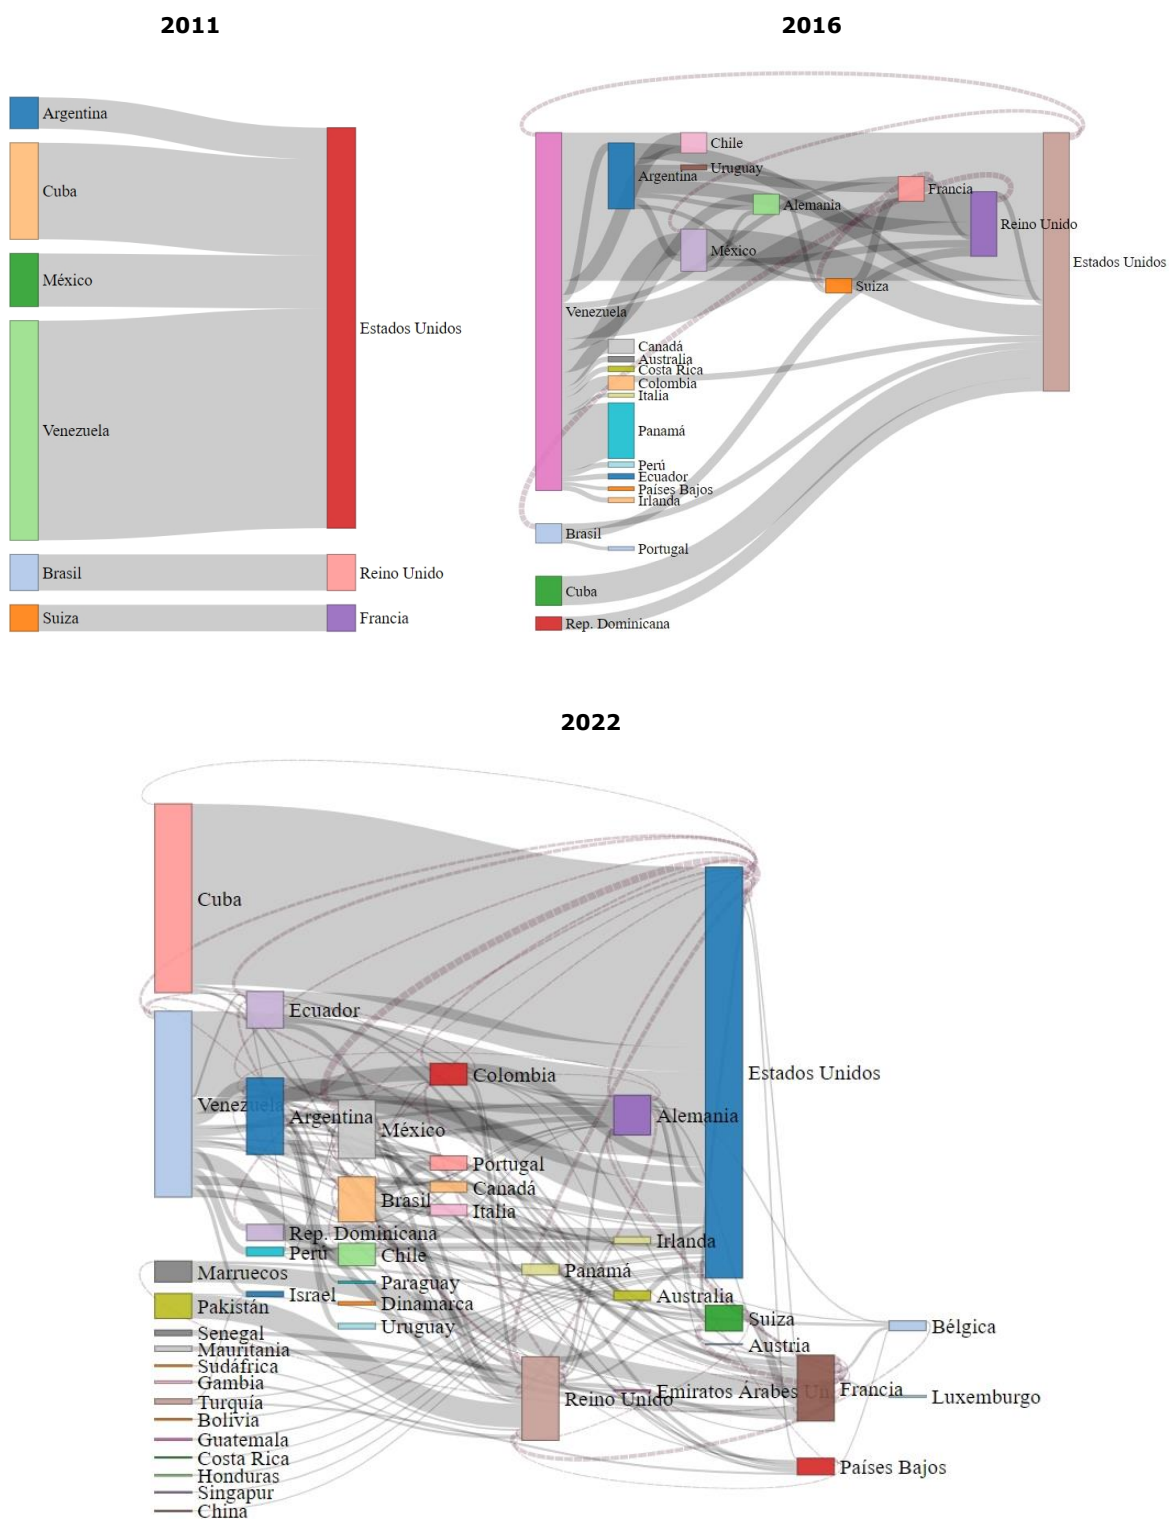 2011
Argentina
Cuba
México
Venezuela
Estados Unidos
Brasil
Reino Unido
Suiza
Francia
2016
Chile
Uruguay
Argentina
Alemania
Francia
México
Reino Unido
Estados Unidos
Suiza
Venezuela
Canadá
Australia
Costa Rica
Colombia
Italia
Panamá
Perú
Ecuador
Países Bajos
Irlanda
Brasil
Portugal
Cuba
Rep. Dominicana
2022
Cuba
Ecuador
Colombia
Estados Unidos
Venezuela
Argentina
Alemania
México
Portugal
Canadá
Brasil
Italia
Rep. Dominicana
Irlanda
Perú
Chile
Marruecos
Panamá
Paraguay
Israel
Dinamarca
Australia
Pakistán
Suiza
Uruguay
Bélgica
Senegal
Austria
Mauritania
Sudáfrica
Gambia
Emiratos Árabes Un.
Francia
Reino Unido
Luxemburgo
Turquía
Bolivia
Guatemala
Costa Rica
Países Bajos
Honduras
Singapur
China